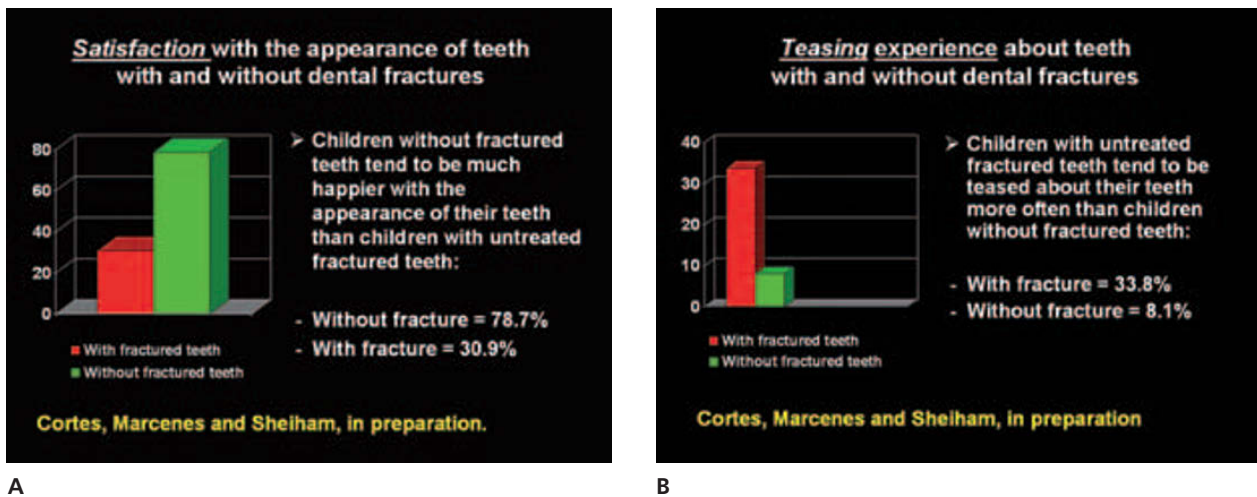 Satisfaction with the appearance of teeth
with and without dental fractures
80
60
40
20
0
With fractured teeth
Without fractured teeth
➢ Children without fractured
teeth tend to be much
happier with the
appearance of their teeth
than children with untreated
fractured teeth:
- Without fracture = 78.7%
- With fracture = 30.9%
Cortes, Marcenes and Sheiham, in preparation.
A
Teasing experience about teeth
with and without dental fractures
40
30
20
10
0
With fractured teeth
Without fractured teeth
➢ Children with untreated
fractured teeth tend to be
teased about their teeth
more often than children
without fractured teeth:
- With fracture = 33.8%
- Without fracture = 8.1%
Cortes, Marcenes and Sheiham, in preparation
B